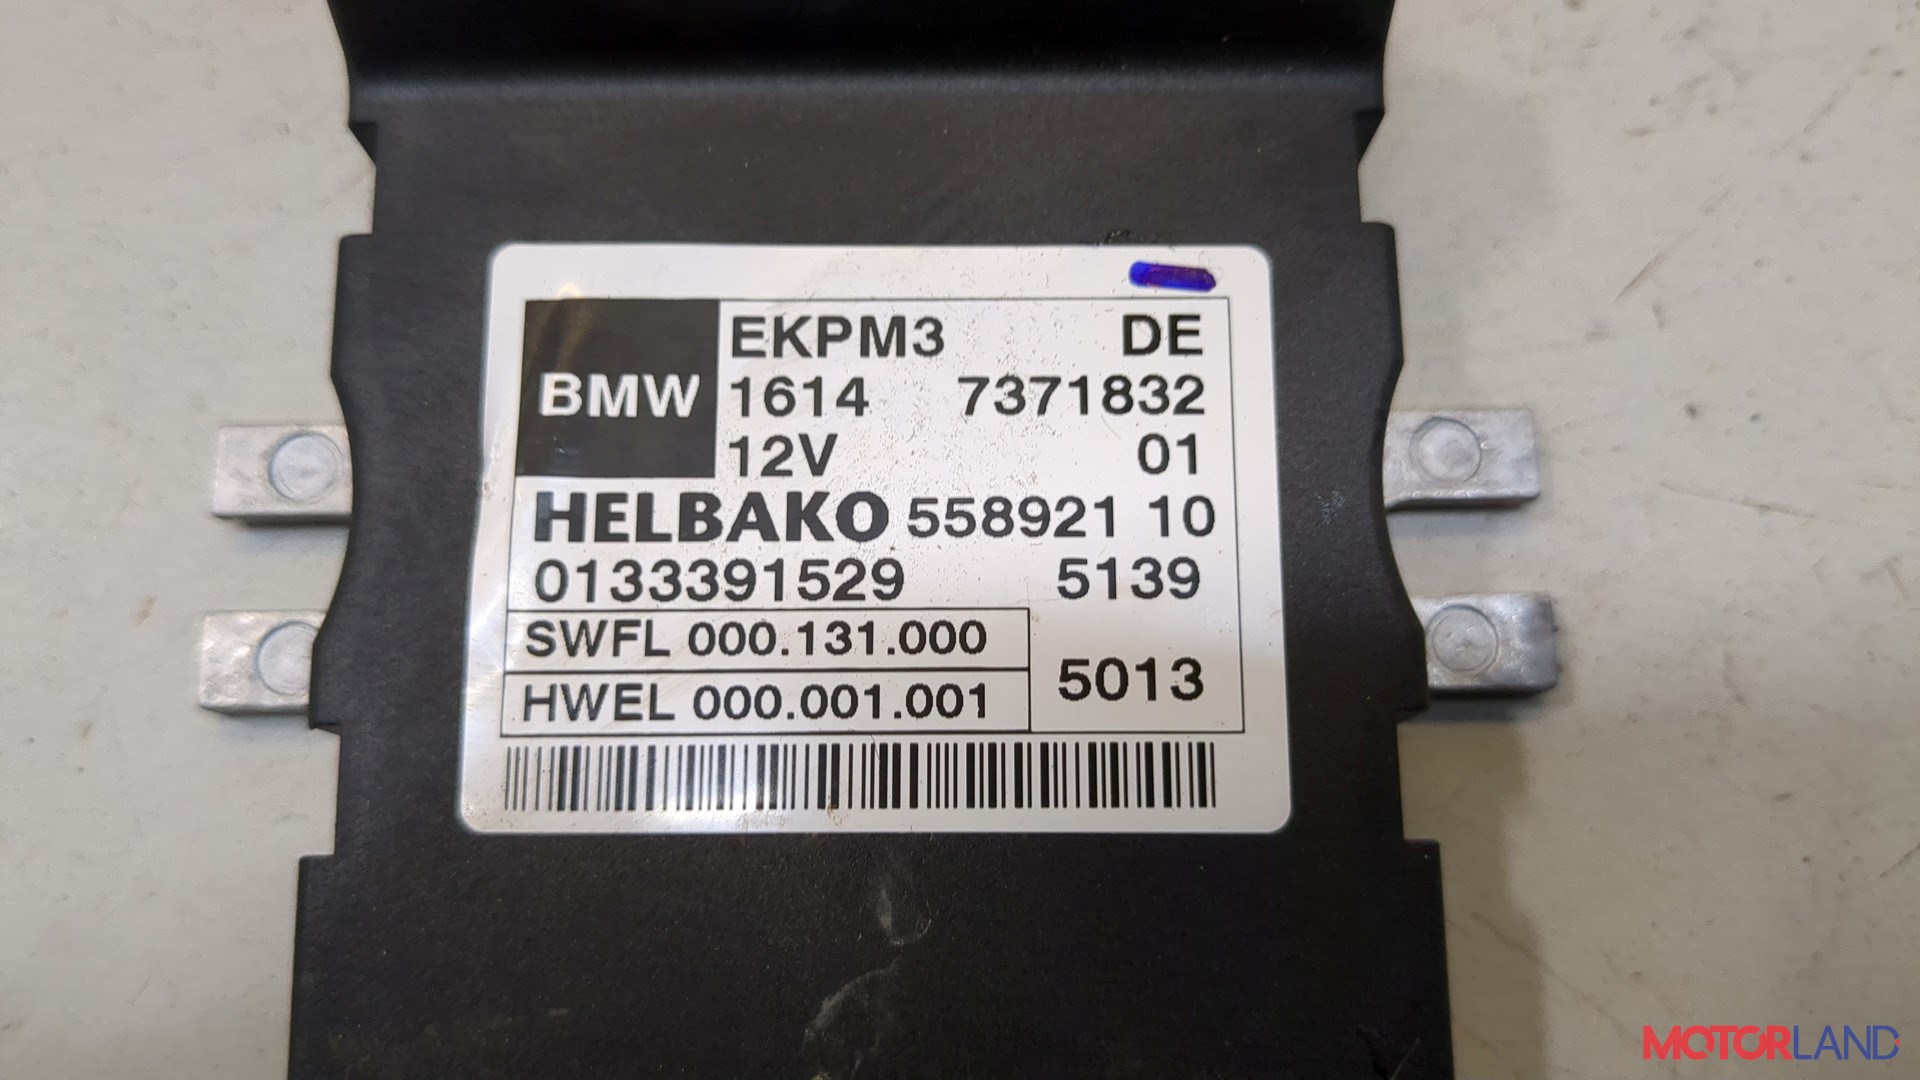 BMW
EKPM3 DE
1614 7371832
12V 01
HELBAKO 558921 10
0133391529 5139
SWFL 000.131.000
HWEL 000.001.001
5013
MOTORLAND